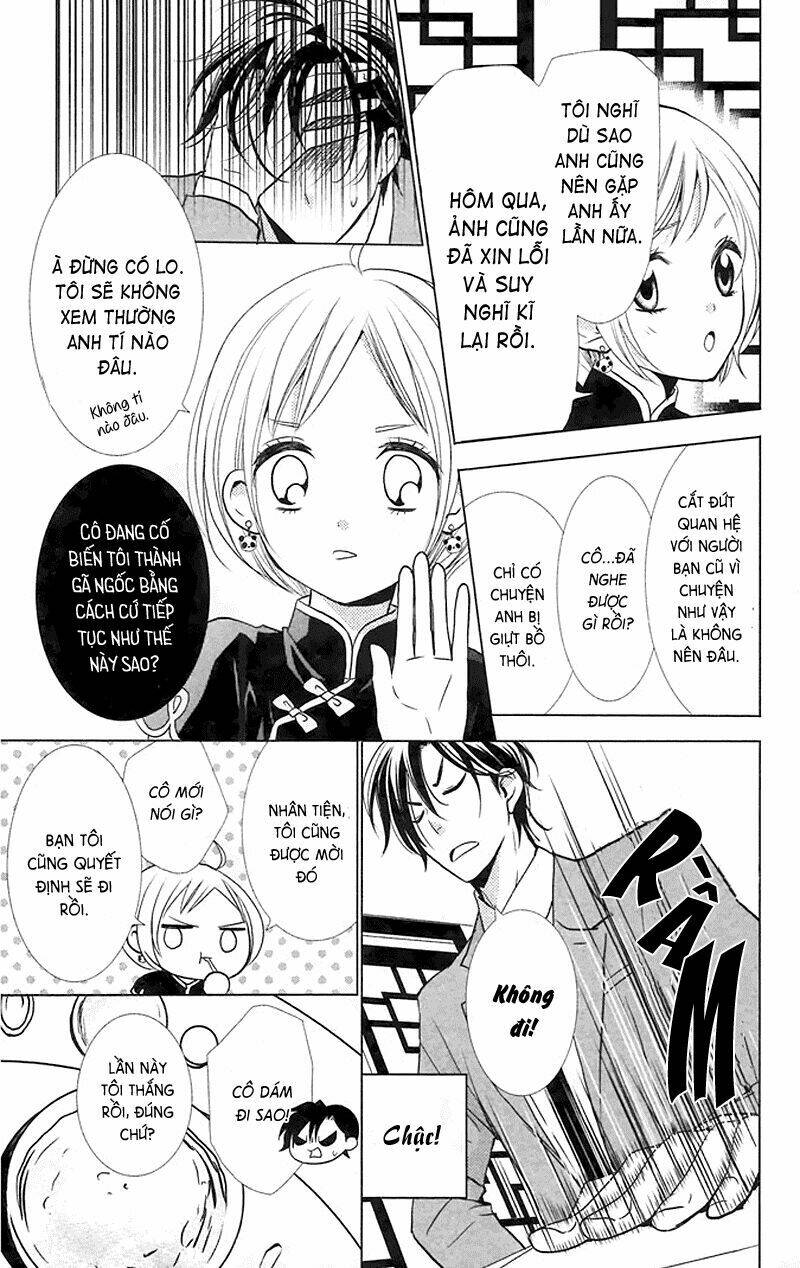 TÔI NGHĨ
DÙ SAO
ANH CŨNG
NÊN GẶP
ANH ẤY
LẦN NỮA.
HÔM QUA,
ẢNH CŨNG
ĐÃ XIN LỖI
VÀ SUY
NGHĨ KĨ
LẠI RỒI.
CẮT ĐỨT
QUAN HỆ
VỚI NGƯỜI
BẠN CŨ VÌ
CHUYỆN
NHƯ VẬY
LÀ KHÔNG
NÊN ĐÂU.
CÔ...ĐÃ
NGHE
ĐƯỢC
GÌ RỒI?
CHỈ CÓ
CHUYỆN
ANH BỊ
GIỰT BỒ
THÔI.
À ĐỪNG CÓ LO.
TÔI SẼ KHÔNG
XEM THƯỜNG
ANH TÍ NÀO
ĐÂU.
Không tí
nào đâu.
CÔ ĐANG CỐ
BIẾN TÔI THÀNH
GÃ NGỐC BẰNG
CÁCH CỨ TIẾP
TỤC NHƯ THẾ
NÀY SAO?
RẦM
Không
đi!
Chậc!
NHÂN TIỆN,
TÔI CŨNG
ĐƯỢC MỜI
ĐÓ
CÔ MỚI
NÓI GÌ?
BẠN TÔI
CŨNG QUYẾT
ĐỊNH SẼ ĐI
RỒI.
CÔ DÁM
ĐI SAO!
LẦN NÀY
TÔI THẮNG
RỒI, ĐÚNG
CHỨ?